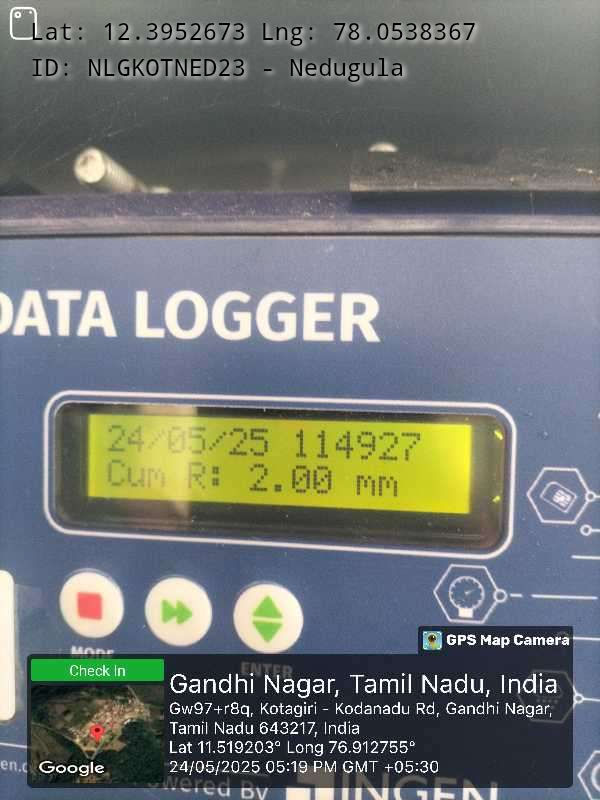 Lat: 12.3952673 Lng: 78.0538367
ID: NLGKOTNED23 - Nedugula
DATA LOGGER
24/05/25 114927
Cum R: 2.00 mm
MODE
ENTER
GPS Map Camera
Check In
Google
Gandhi Nagar, Tamil Nadu, India
Gw97+r8q, Kotagiri - Kodanadu Rd, Gandhi Nagar,
Tamil Nadu 643217, India
Lat 11.519203° Long 76.912755°
24/05/2025 05:19 PM GMT +05:30
Powered By